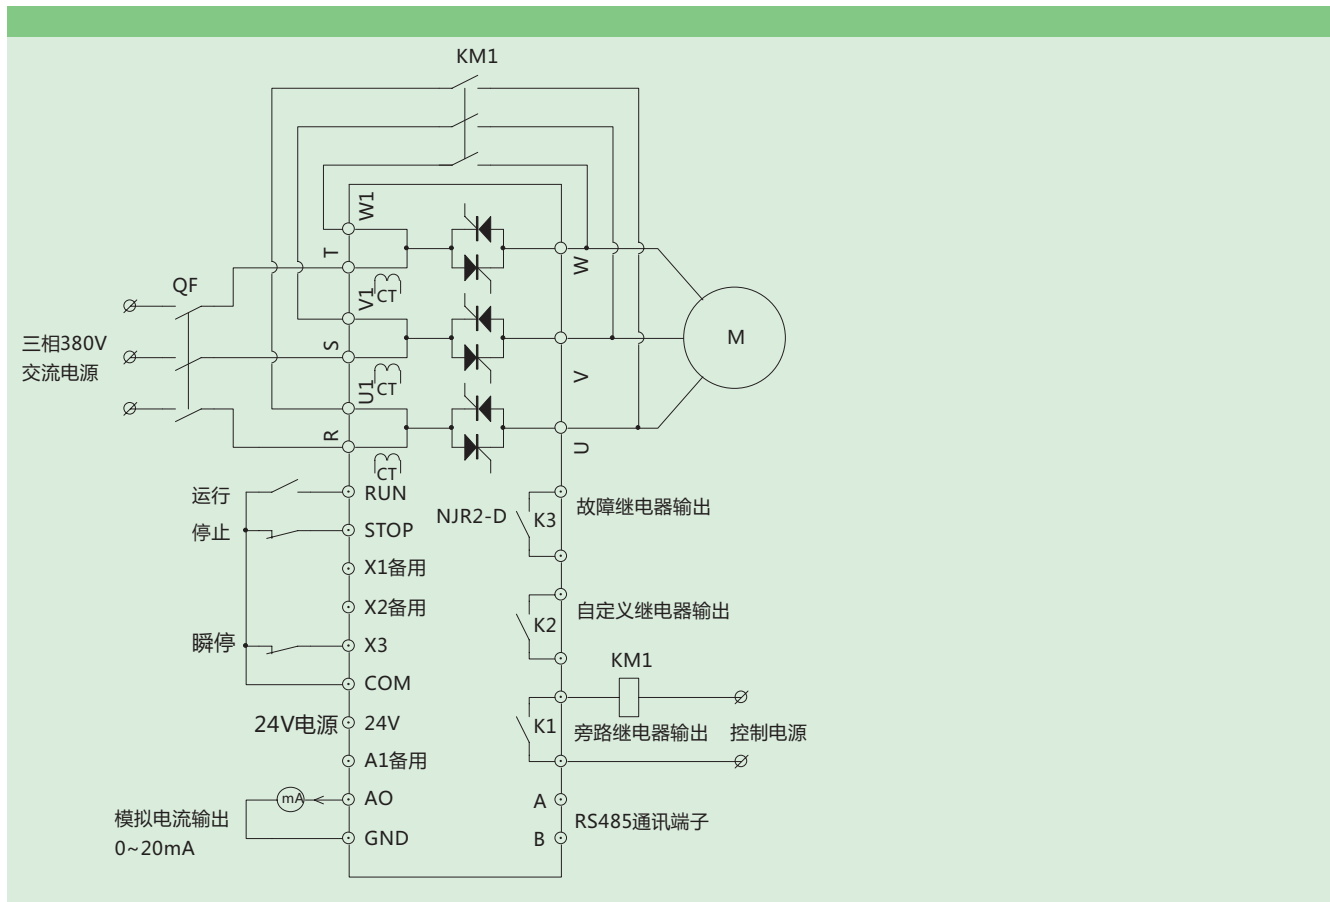 KM1
W1
T
QF
V1
CT
W
三相380V
交流电源
S
M
U1
CT
V
R
U
CT
运行
RUN
NJR2-D
K3
故障继电器输出
停止
STOP
X1备用
X2备用
K2
自定义继电器输出
瞬停
X3
KM1
COM
24V电源
24V
K1
旁路继电器输出
控制电源
A1备用
mA
AO
A
模拟电流输出
0~20mA
RS485通讯端子
GND
B